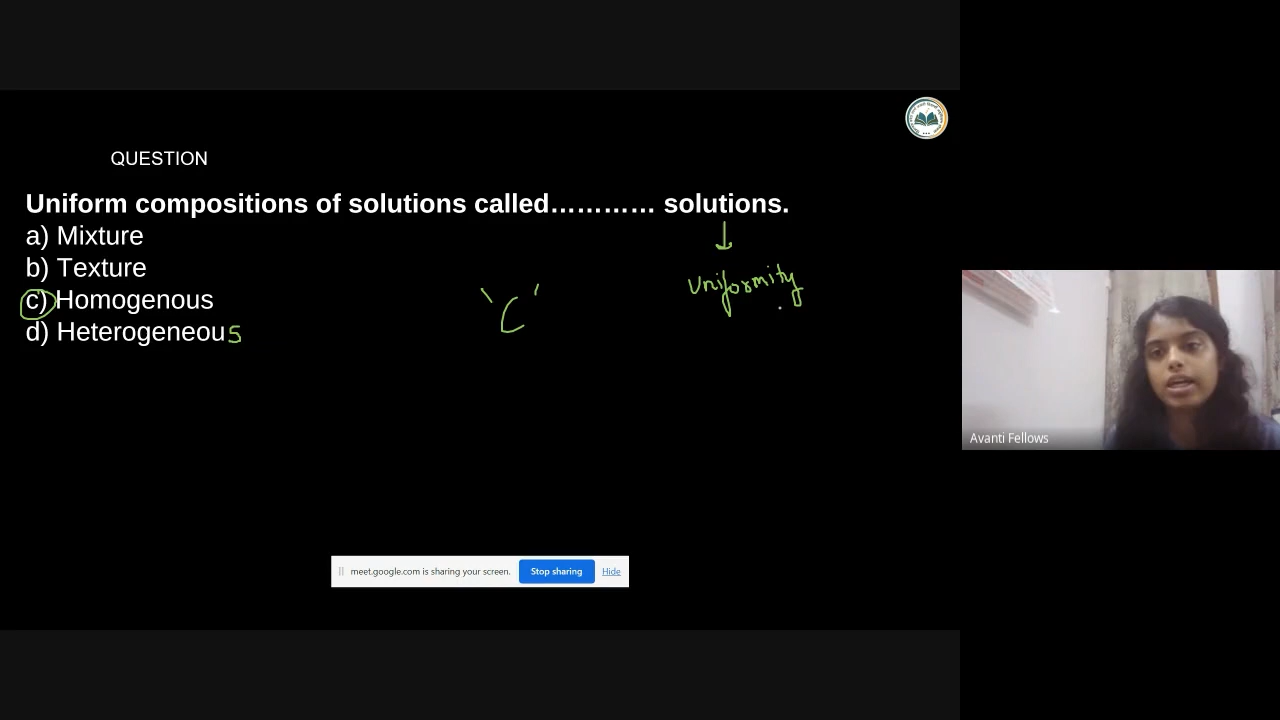 QUESTION
Uniform compositions of solutions called………… solutions.
a) Mixture
b) Texture
c) Homogenous
d) Heterogeneous
uniformity
'C'
Avanti Fellows
meet.google.com is sharing your screen. Stop sharing Hide